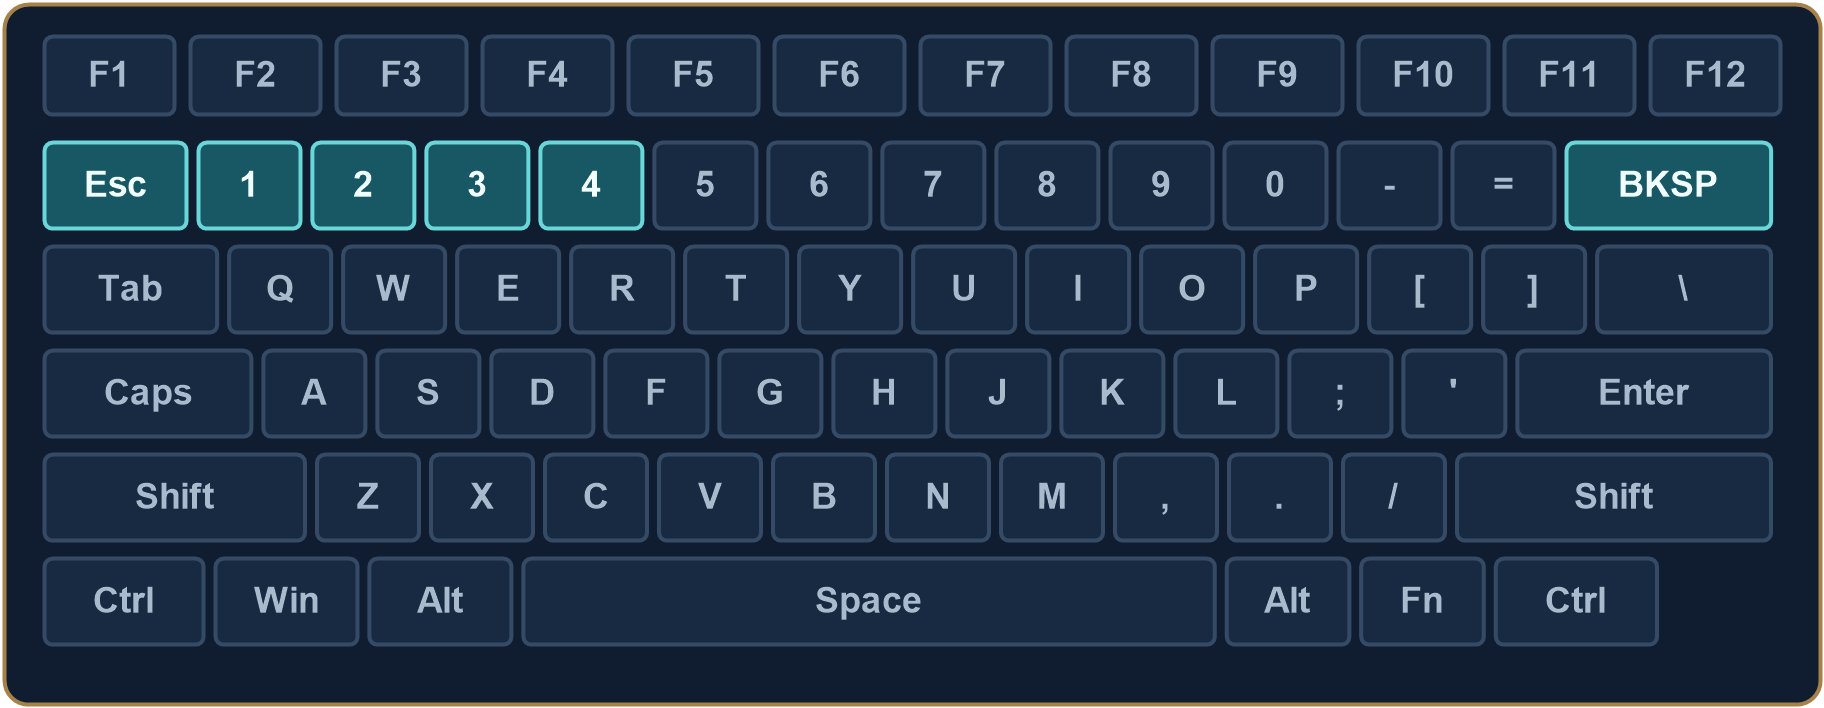 F1 F2 F3 F4 F5 F6 F7 F8 F9 F10 F11 F12
Esc 1 2 3 4 5 6 7 8 9 0 - = BKSP
Tab Q W E R T Y U I O P [ ] \
Caps A S D F G H J K L ; ' Enter
Shift Z X C V B N M , . / Shift
Ctrl Win Alt Space Alt Fn Ctrl